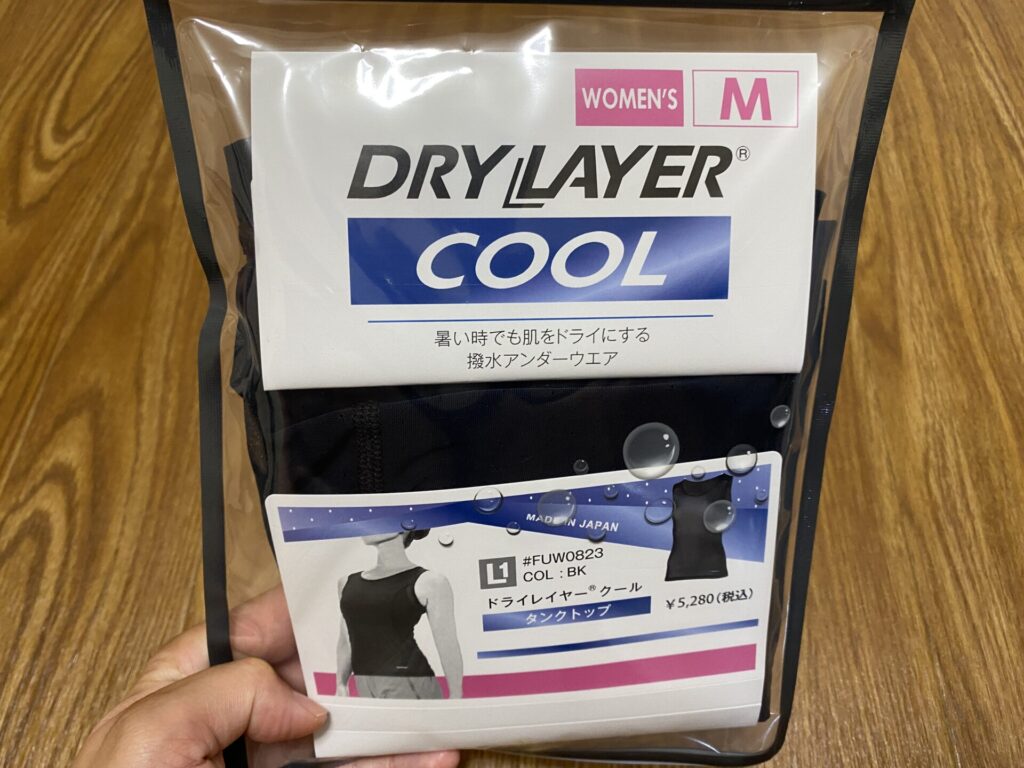 WOMEN'S M
DRYLAYER®
COOL
暑い時でも肌をドライにする
撥水アンダーウエア
MADE IN JAPAN
L1 #FUW0823
COL : BK
ドライレイヤー®クール
タンクトップ
￥5,280(税込)